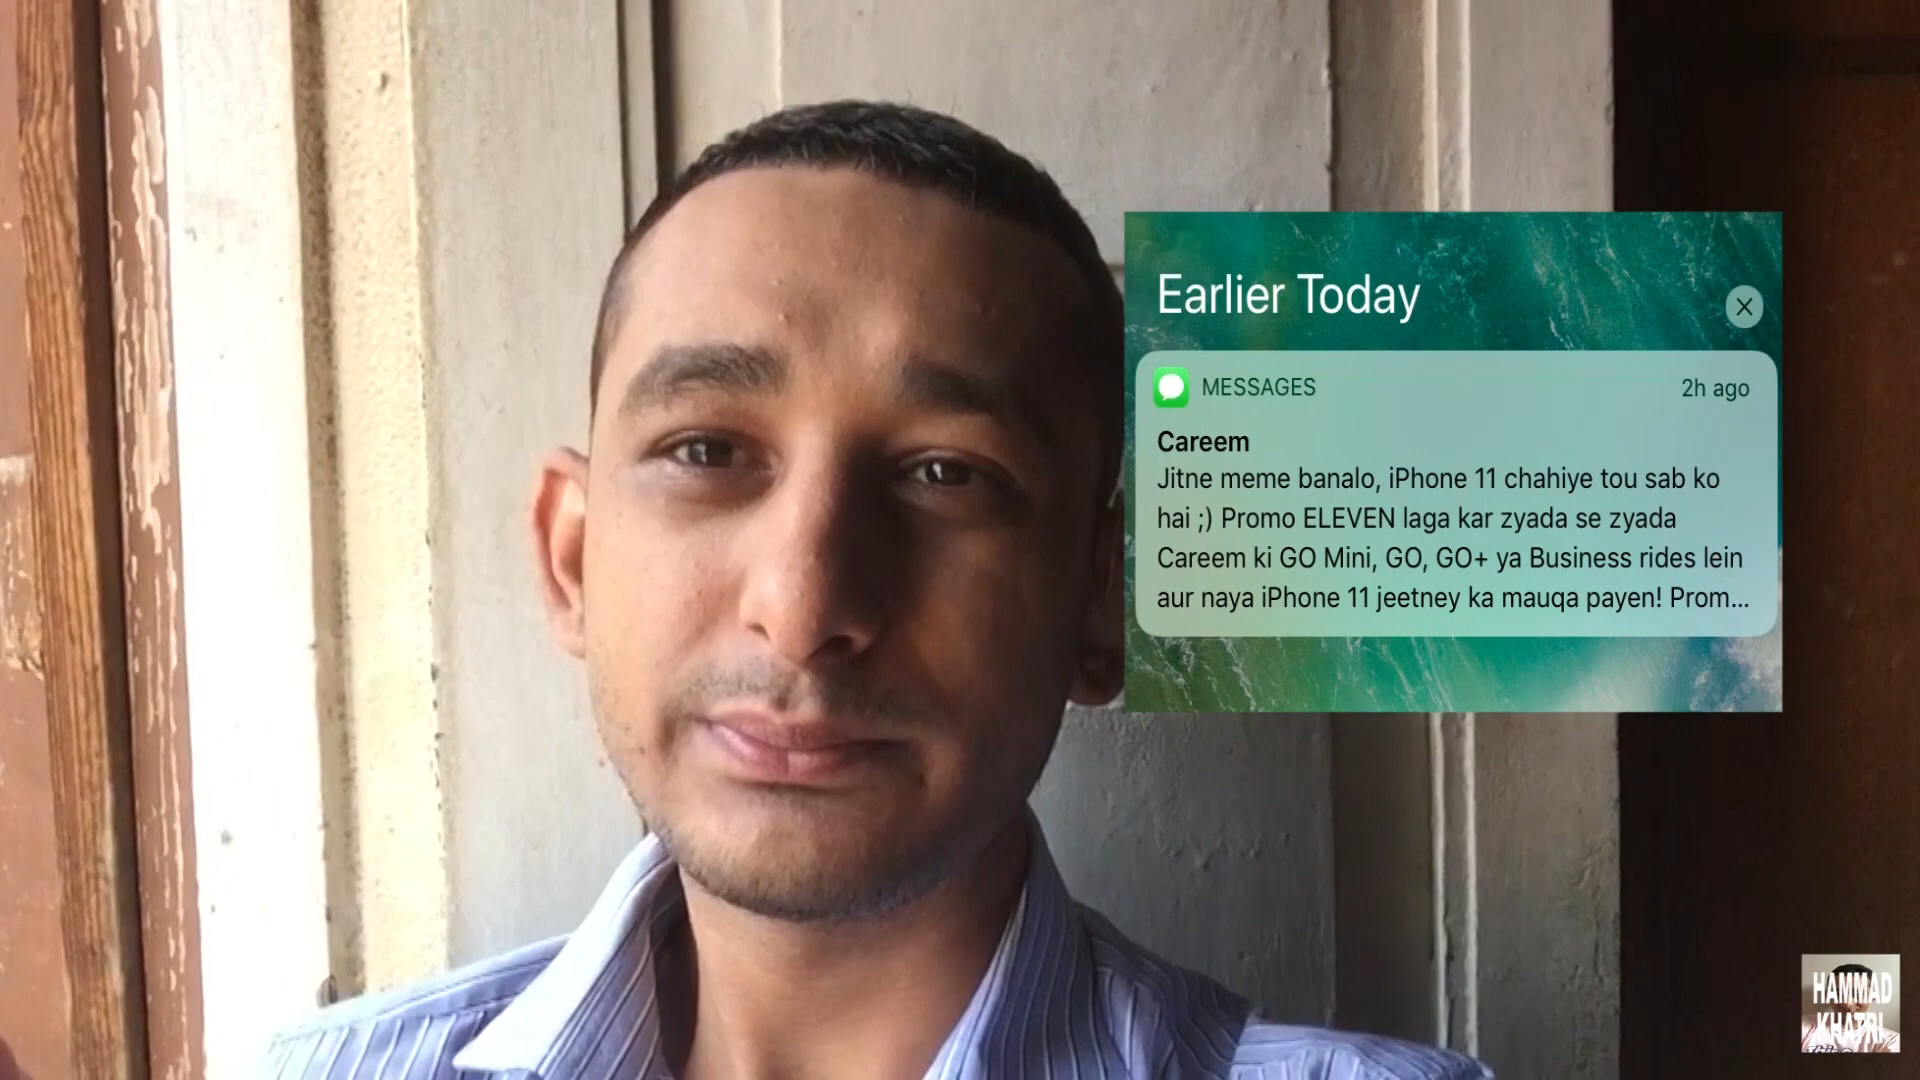 Earlier Today
MESSAGES
2h ago
Careem
Jitne meme banalo, iPhone 11 chahiye tou sab ko
hai ;) Promo ELEVEN laga kar zyada se zyada
Careem ki GO Mini, GO, GO+ ya Business rides lein
aur naya iPhone 11 jeetney ka mauqa payen! Prom...
HAMMAD
KHATRI